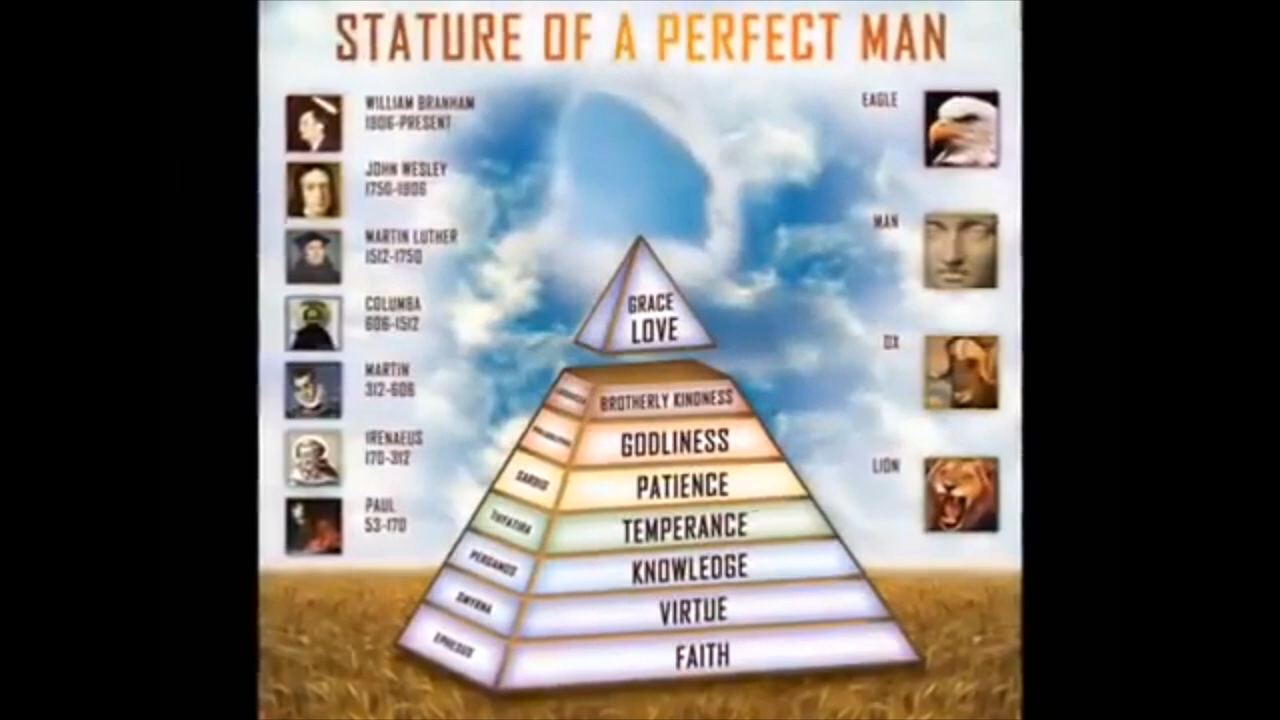 STATURE OF A PERFECT MAN
WILLIAM BRANHAM
1906-PRESENT
JOHN WESLEY
1750-1906
MARTIN LUTHER
1512-1750
COLUMBA
606-1512
MARTIN
312-606
IRENAEUS
170-312
PAUL
53-170
EAGLE
MAN
OX
LION
GRACE
LOVE
BROTHERLY KINDNESS
GODLINESS
SARDIS PATIENCE
THYATIRA TEMPERANCE
PERGAMOS KNOWLEDGE
SMYRNA VIRTUE
EPHESUS FAITH